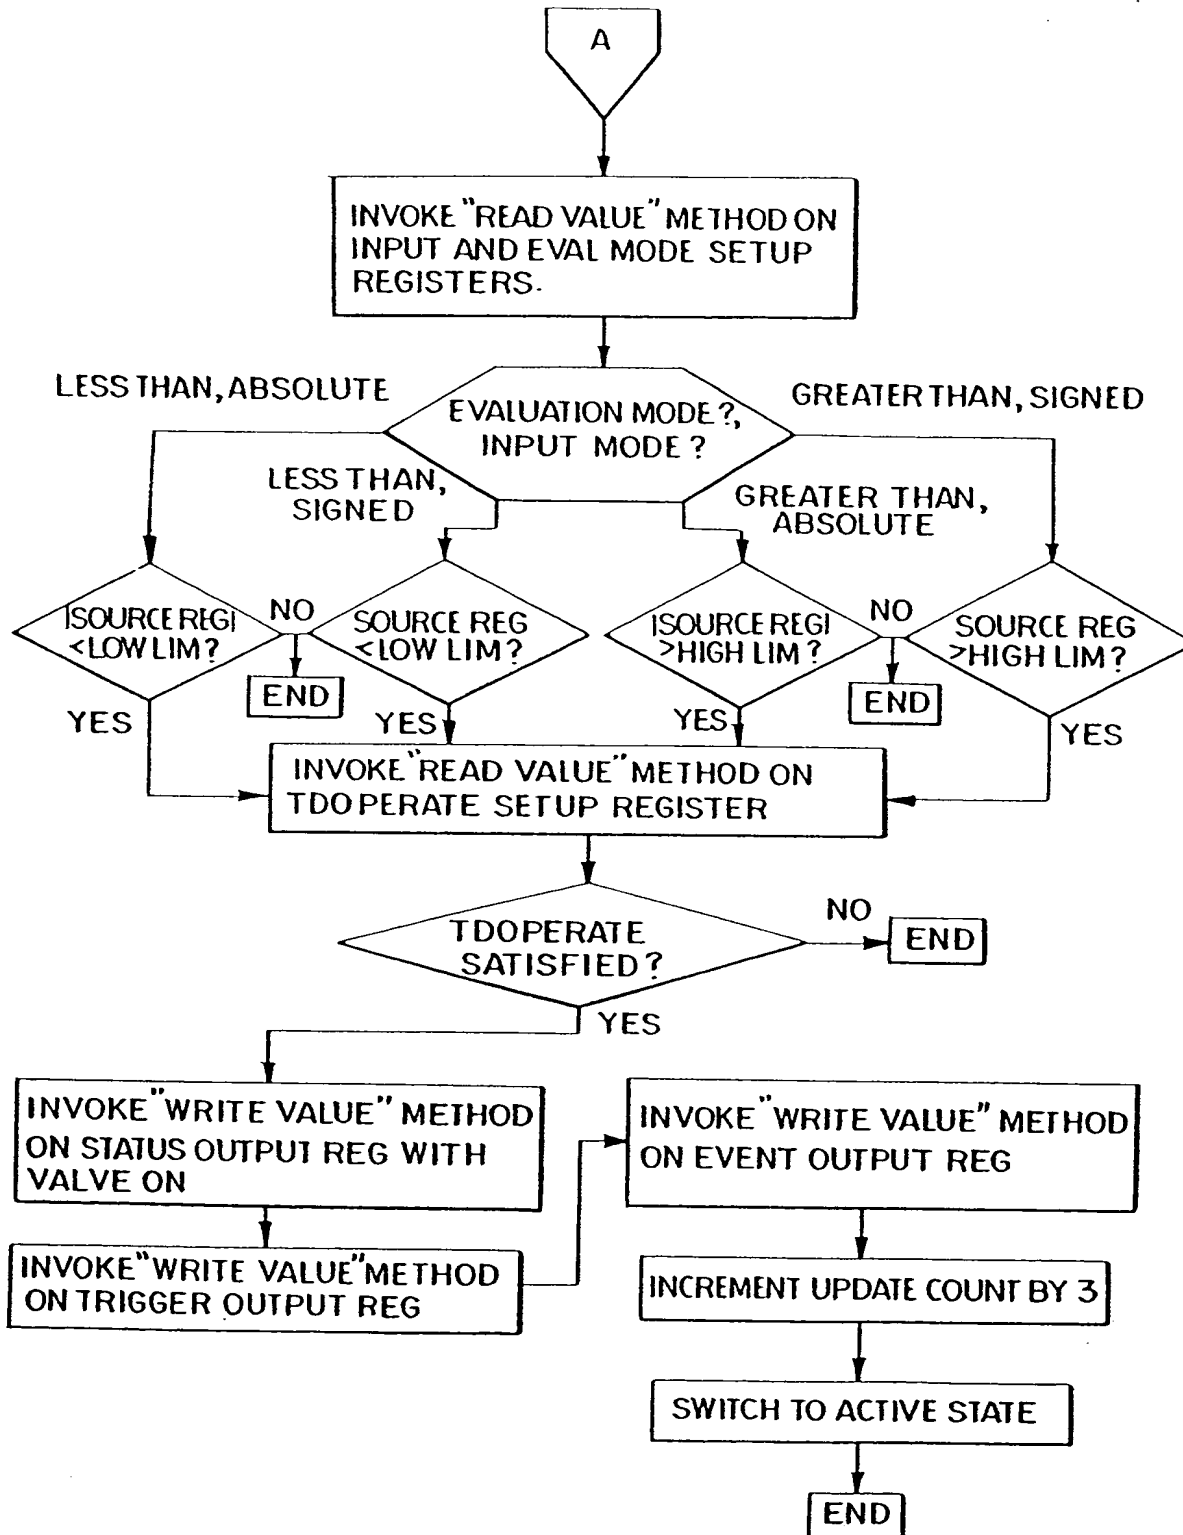 A
INVOKE "READ VALUE" METHOD ON
INPUT AND EVAL MODE SETUP
REGISTERS.
LESS THAN, ABSOLUTE
EVALUATION MODE?,
INPUT MODE?
GREATER THAN, SIGNED
LESS THAN,
SIGNED
GREATER THAN,
ABSOLUTE
|SOURCE REG|
<LOW LIM?
NO
SOURCE REG
<LOW LIM?
|SOURCE REG|
>HIGH LIM?
NO
SOURCE REG
>HIGH LIM?
END
END
YES
YES
YES
YES
INVOKE "READ VALUE" METHOD ON
TDOPERATE SETUP REGISTER
TDOPERATE
SATISFIED?
NO
END
YES
INVOKE "WRITE VALUE" METHOD
ON STATUS OUTPUT REG WITH
VALVE ON
INVOKE "WRITE VALUE" METHOD
ON TRIGGER OUTPUT REG
INVOKE "WRITE VALUE" METHOD
ON EVENT OUTPUT REG
INCREMENT UPDATE COUNT BY 3
SWITCH TO ACTIVE STATE
END